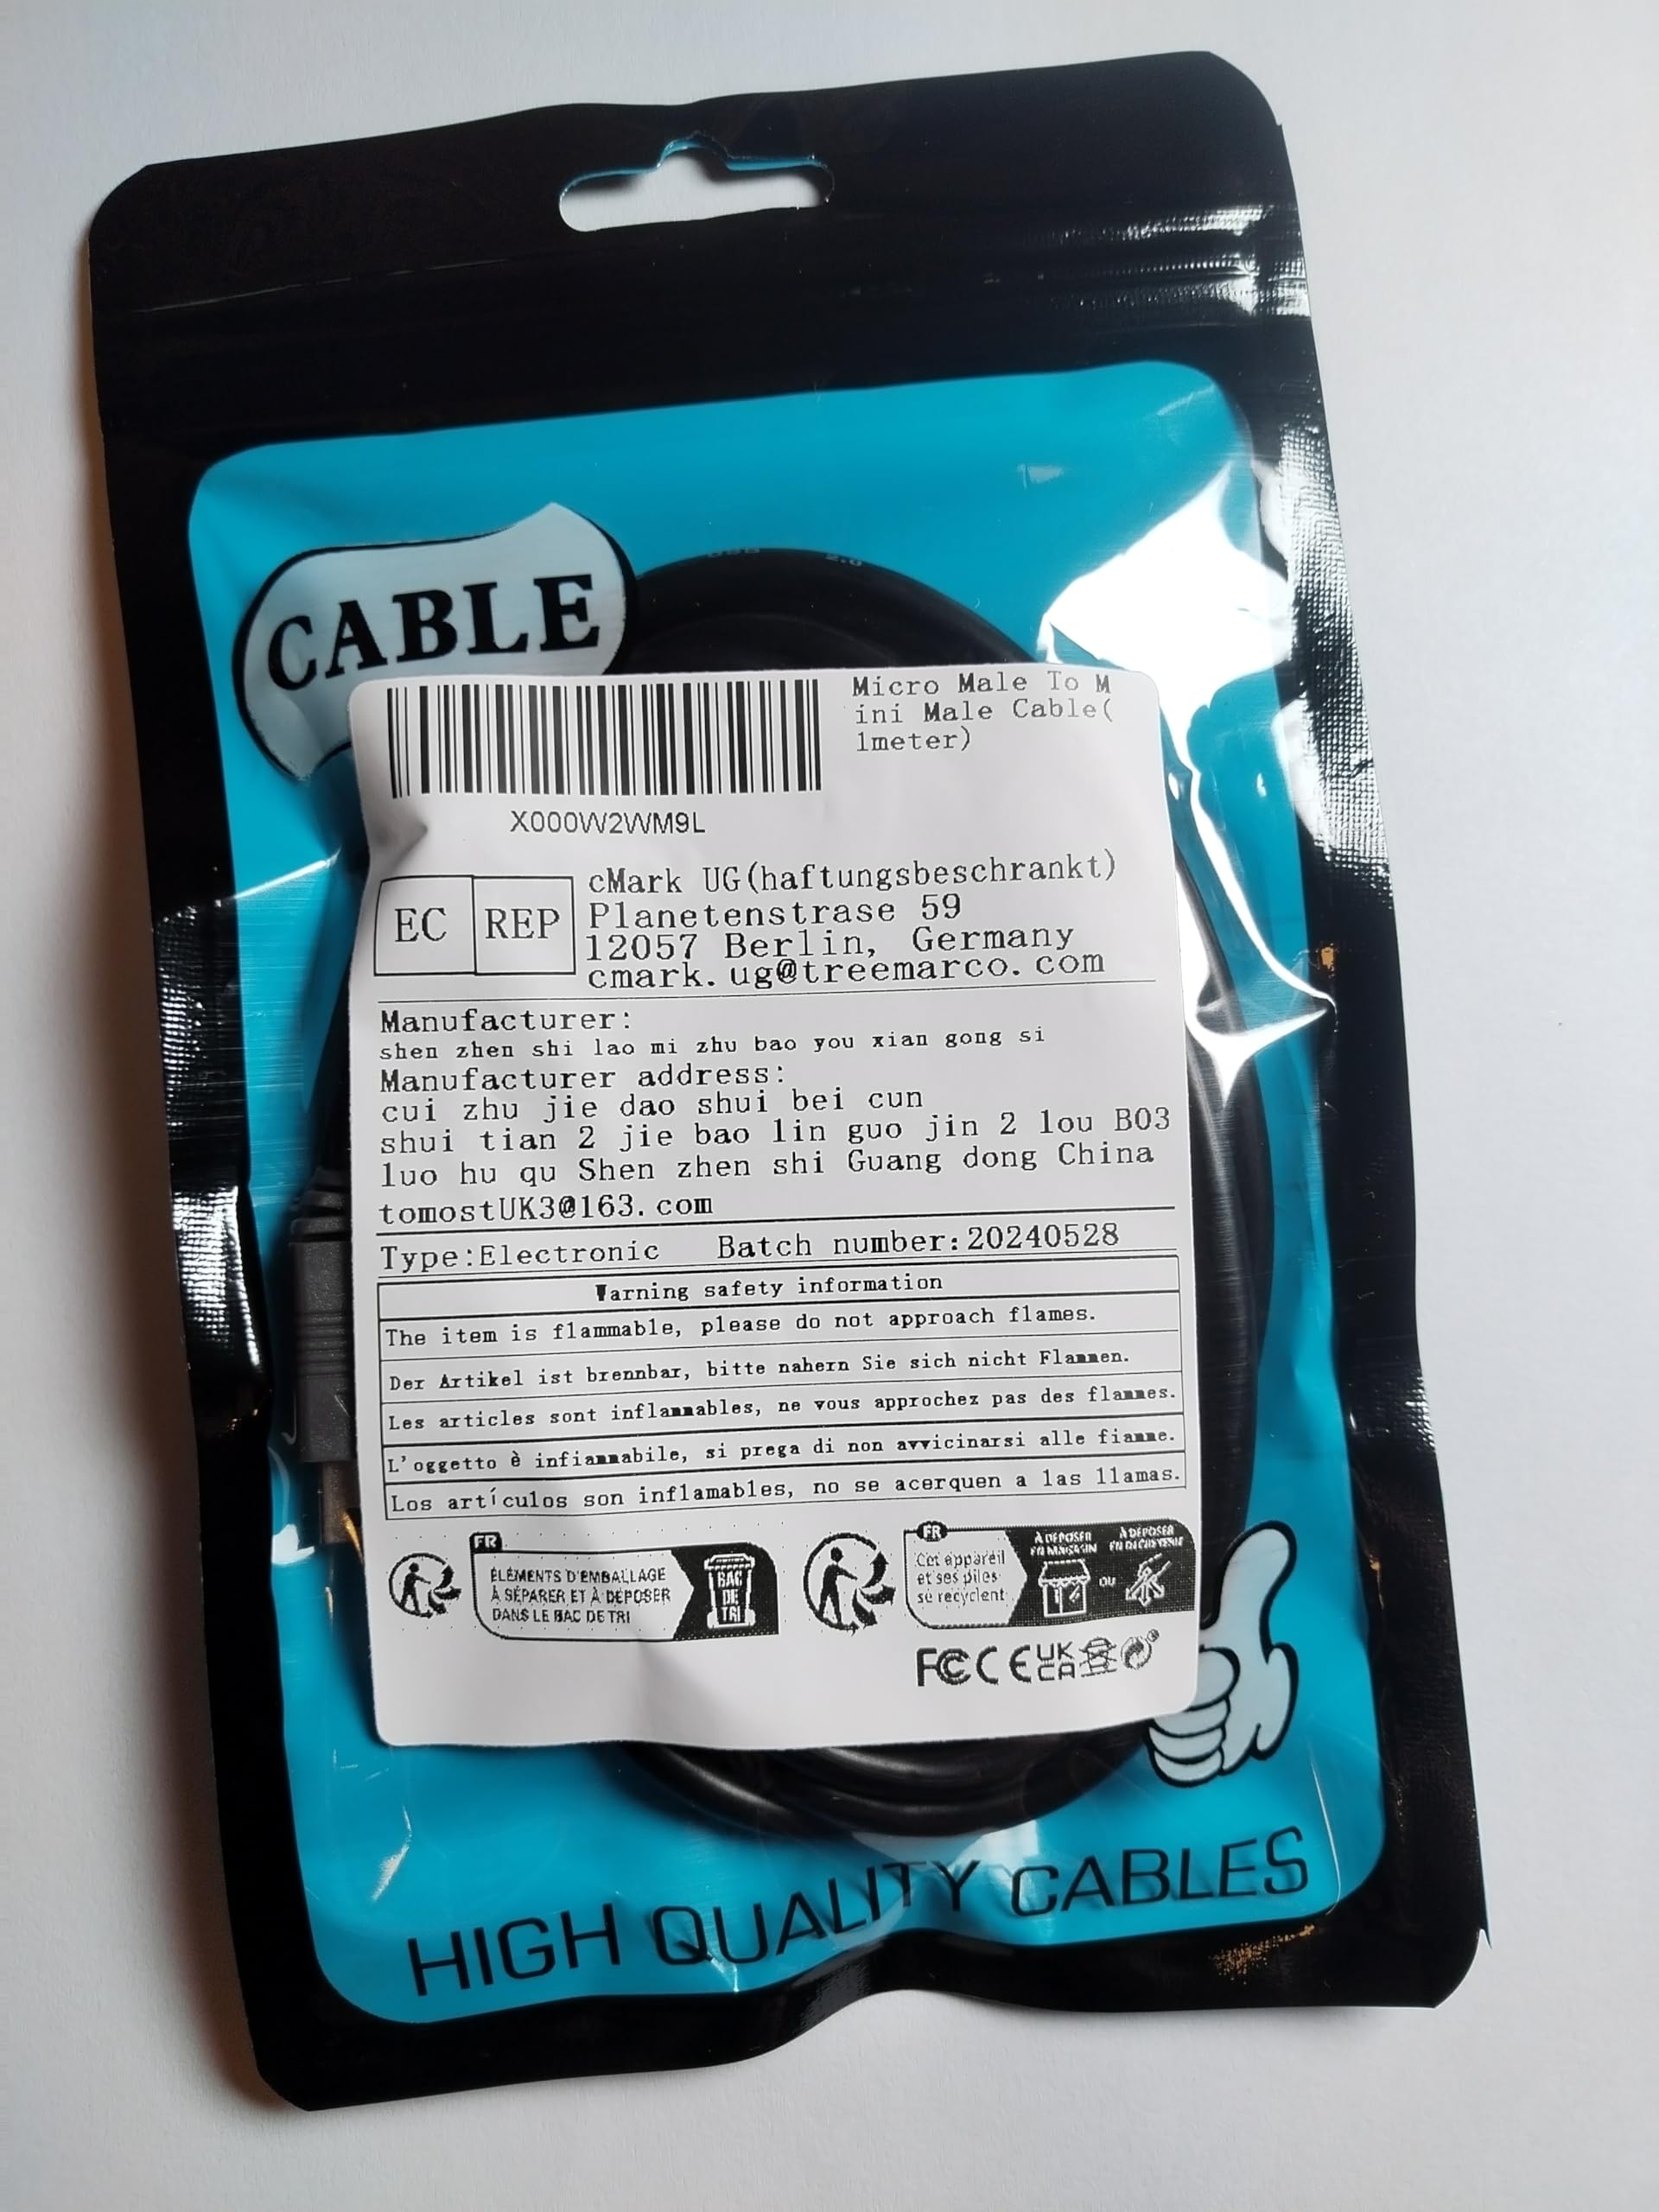 USB 2.0
CABLE
Micro Male To M
ini Male Cable(
1meter)
X000W2WM9L
EC REP
cMark UG(haftungsbeschrankt)
Planetenstrase 59
12057 Berlin, Germany
cmark.ug@treemarco.com
Manufacturer:
shen zhen shi lao mi zhu bao you xian gong si
Manufacturer address:
cui zhu jie dao shui bei cun
shui tian 2 jie bao lin guo jin 2 lou B03
luo hu qu Shen zhen shi Guang dong China
tomostUK3@163.com
Type:Electronic Batch number:20240528
Warning safety information
The item is flammable, please do not approach flames.
Der Artikel ist brennbar, bitte nahern Sie sich nicht Flammen.
Les articles sont inflammables, ne vous approchez pas des flammes.
L'oggetto è infiammabile, si prega di non avvicinarsi alle fiamme.
Los artículos son inflamables, no se acerquen a las llamas.
FR
ÉLÉMENTS D'EMBALLAGE
À SÉPARER ET À DÉPOSER
DANS LE BAC DE TRI
BAC
DE
TRI
FR
Cet appareil
et ses piles
se recyclent
À DÉPOSER
EN MAGASIN
OU
À DÉPOSER
EN DÉCHÈTERIE
FC CE UK
CA
HIGH QUALITY CABLES